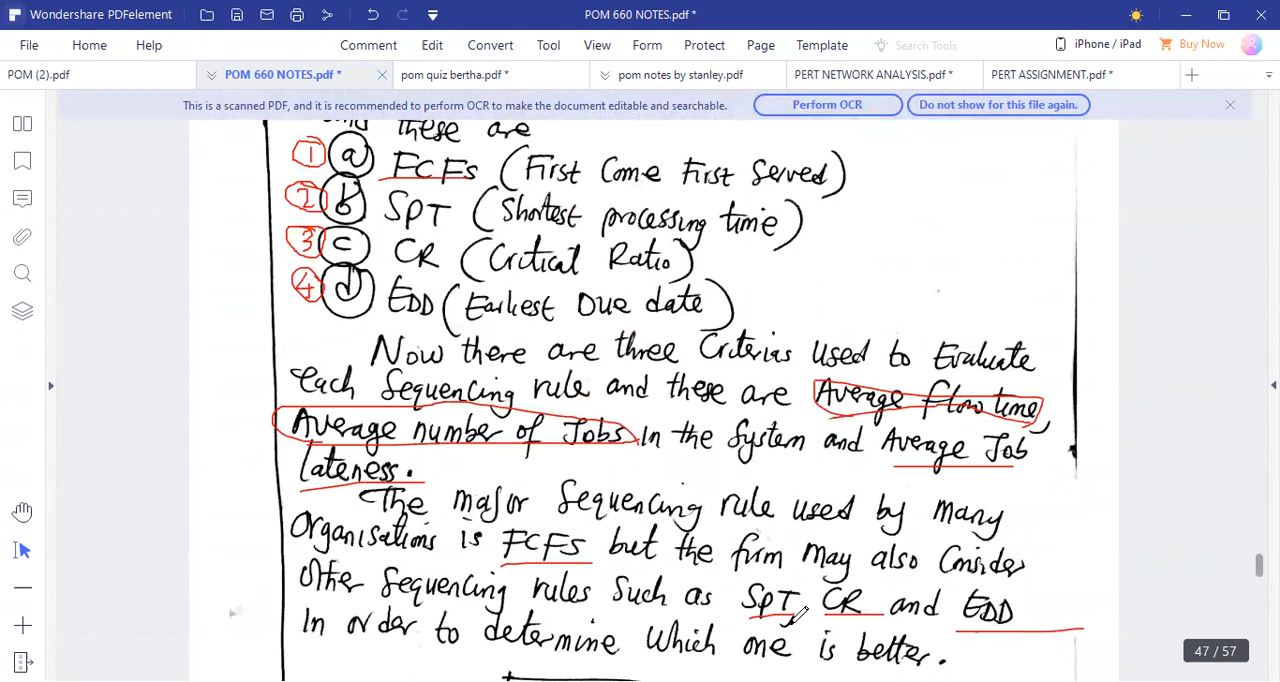 Wondershare PDFelement
POM 660 NOTES.pdf *
File Home Help Comment Edit Convert Tool View Form Protect Page Template Search Tools iPhone / iPad Buy Now
POM (2).pdf POM 660 NOTES.pdf * pom quiz bertha.pdf * pom notes by stanley.pdf PERT NETWORK ANALYSIS.pdf * PERT ASSIGNMENT.pdf *
This is a scanned PDF, and it is recommended to perform OCR to make the document editable and searchable. Perform OCR Do not show for this file again.
these are
1 a FCFs (First Come First Served)
2 b SPT (Shortest processing time)
3 c CR (Critical Ratio)
4 d EDD (Earliest Due date)
Now there are three Criterias used to Evaluate
each Sequencing rule and these are Average flow time,
Average number of Jobs in the System and Average Job
lateness.
The major Sequencing rule used by many
Organisations is FCFS but the firm may also Consider
other Sequencing rules Such as SPT, CR and EDD
In order to determine which one is better.
47 / 57